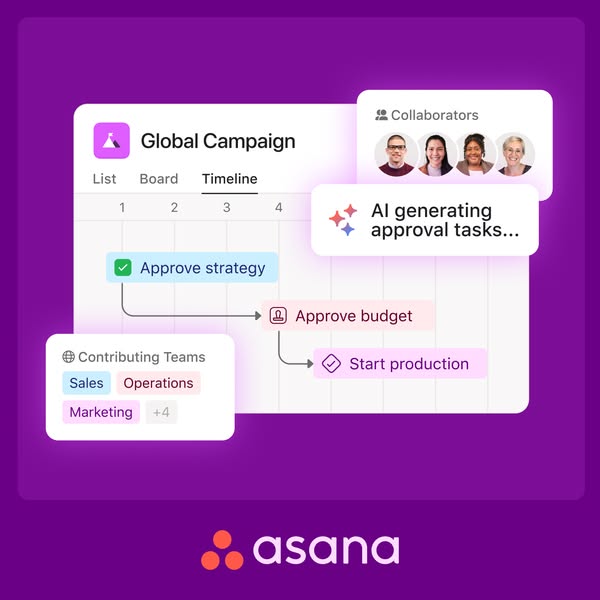 Global Campaign
Collaborators
List Board Timeline
AI generating
approval tasks...
1 2 3 4
Approve strategy
Approve budget
Start production
Contributing Teams
Sales Operations
Marketing +4
asana